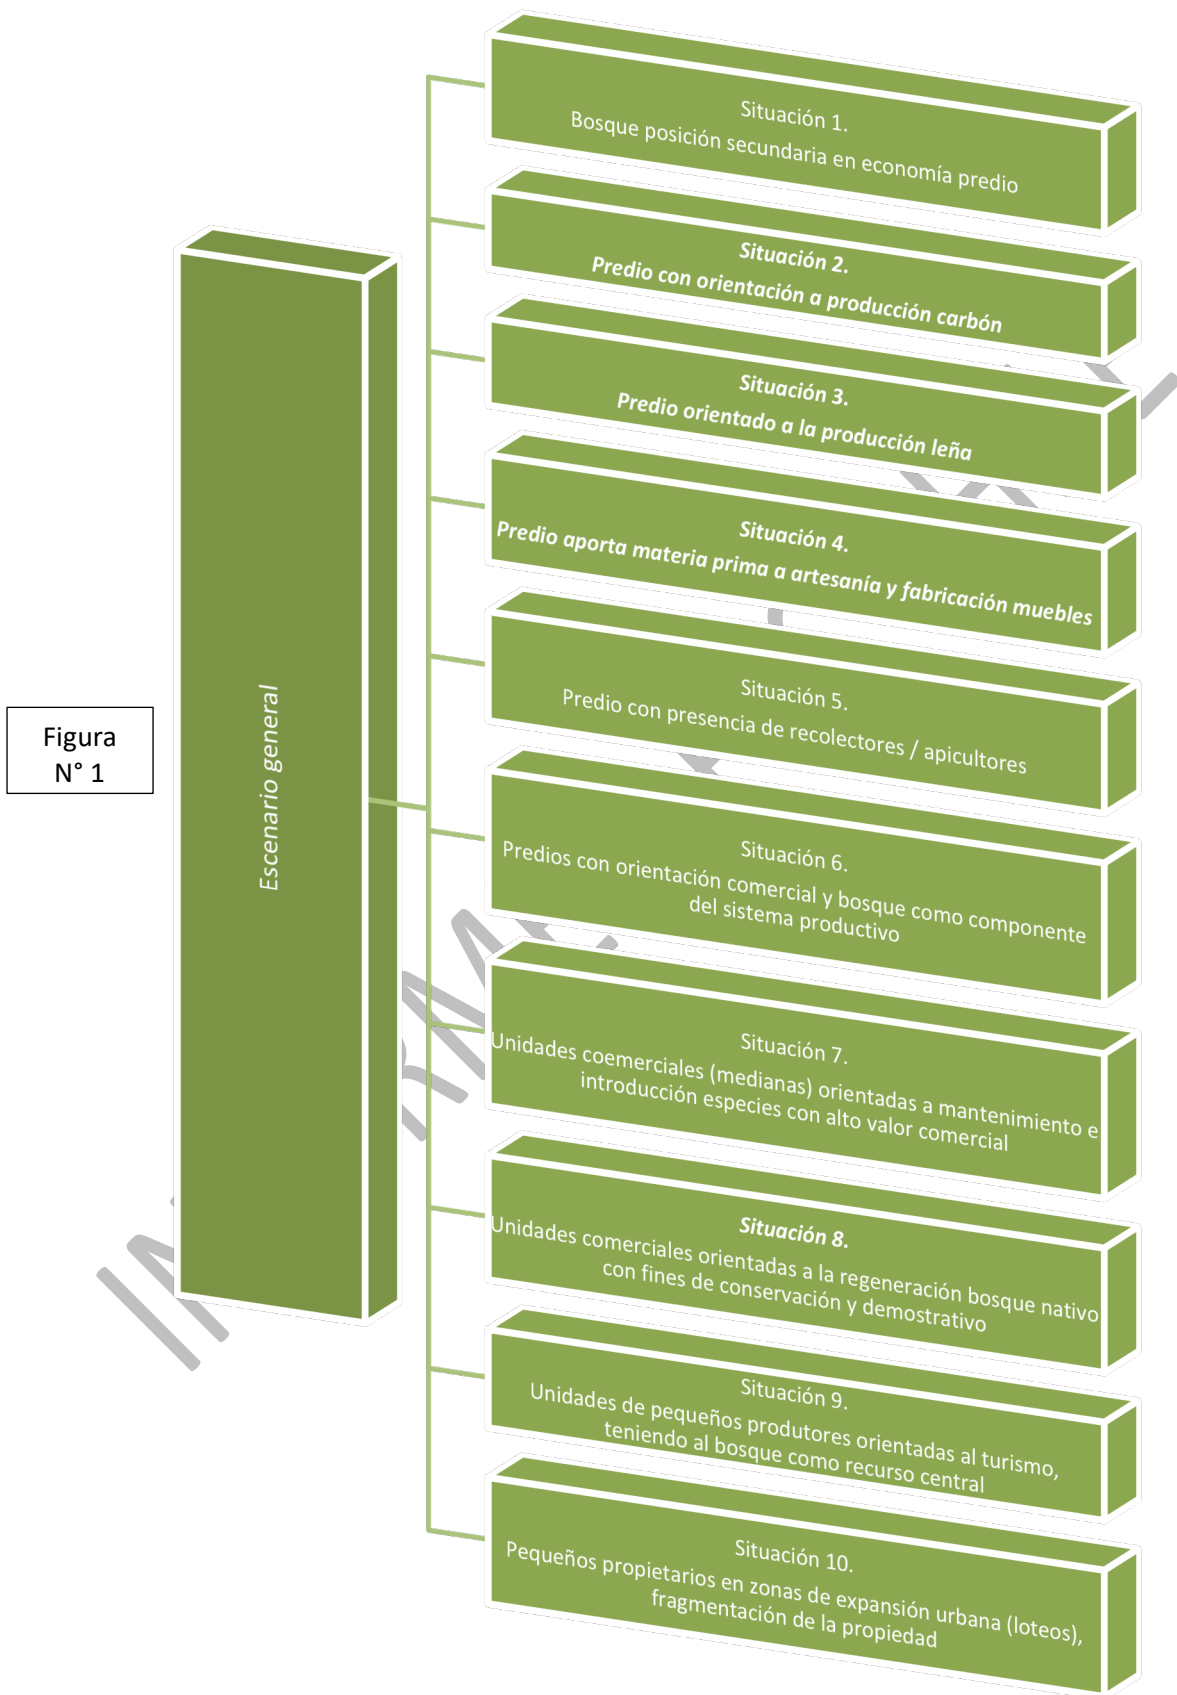 Situación 1.
Bosque posición secundaria en economía predio
Situación 2.
Predio con orientación a producción carbón
Situación 3.
Predio orientado a la producción leña
Situación 4.
Predio aporta materia prima a artesanía y fabricación muebles
Situación 5.
Predio con presencia de recolectores / apicultores
Figura
N° 1
Escenario general
Situación 6.
Predios con orientación comercial y bosque como componente
del sistema productivo
Situación 7.
Unidades coemerciales (medianas) orientadas a mantenimiento e
introducción especies con alto valor comercial
Situación 8.
Unidades comerciales orientadas a la regeneración bosque nativo
con fines de conservación y demostrativo
Situación 9.
Unidades de pequeños produtores orientadas al turismo,
teniendo al bosque como recurso central
Situación 10.
Pequeños propietarios en zonas de expansión urbana (loteos),
fragmentación de la propiedad